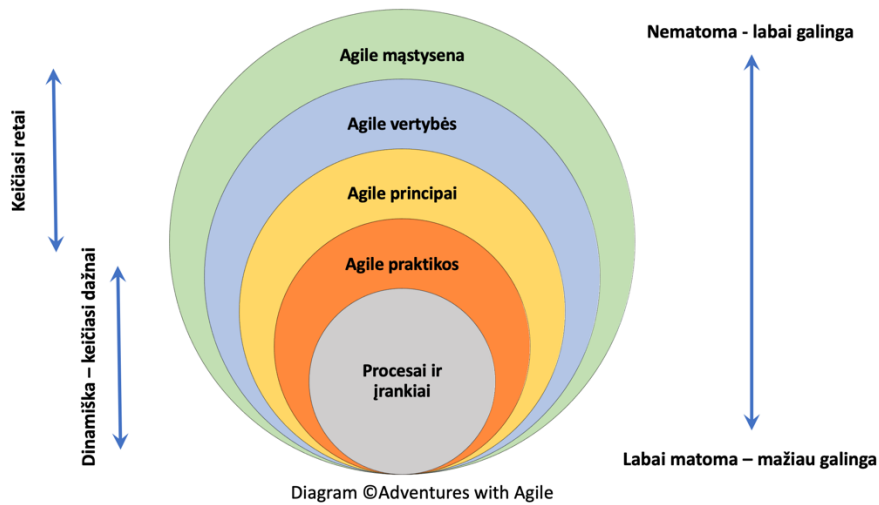 Nematoma - labai galinga
Agile mąstysena
Keičiasi retai
Agile vertybės
Agile principai
Agile praktikos
Dinamiška – keičiasi dažnai
Procesai ir
įrankiai
Labai matoma – mažiau galinga
Diagram ©Adventures with Agile